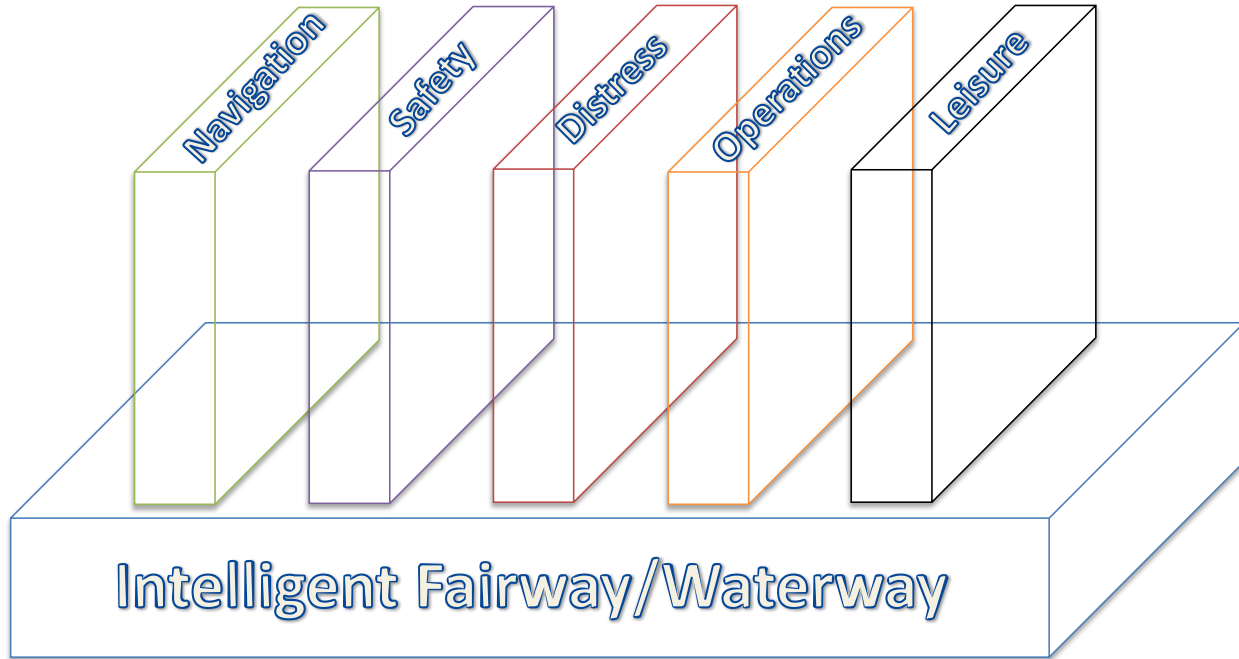 Navigation
Safety
Distress
Operations
Leisure
Intelligent Fairway/Waterway